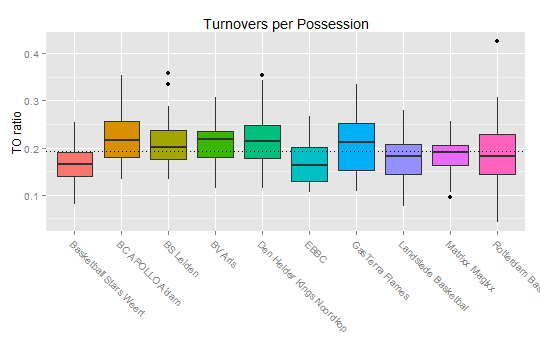 Turnovers per Possession
TO ratio
0.4
0.3
0.2
0.1
Basketball Stars Weert
BC APOLLO A'dam
BS Leiden
BV Aris
Den Helder Kings Noordkop
EBBC
GasTerra Flames
Landslede Basketbal
Matrixx Magixx
Rotterdam Bas